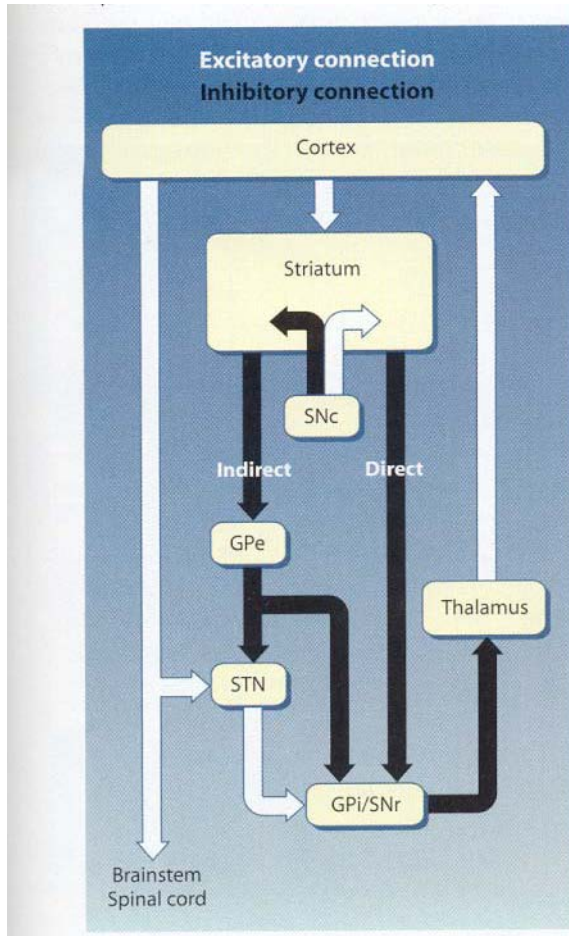 Excitatory connection
Inhibitory connection
Cortex
Striatum
SNc
Indirect
Direct
GPe
Thalamus
STN
GPi/SNr
Brainstem
Spinal cord